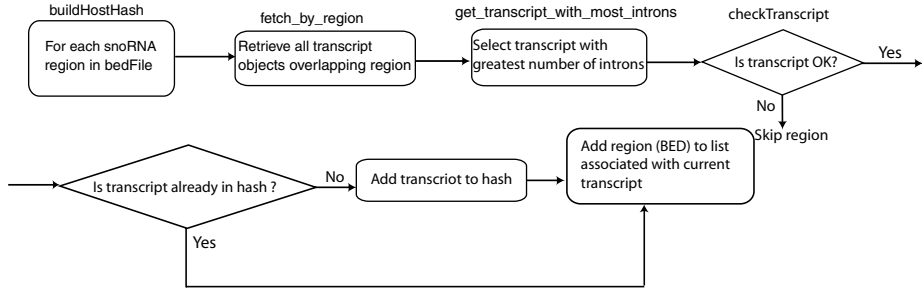 buildHostHash
For each snoRNA
region in bedFile
fetch_by_region
Retrieve all transcript
objects overlapping region
get_transcript_with_most_introns
Select transcript with
greatest number of introns
checkTranscript
Is transcript OK?
Yes
No
Skip region
Is transcript already in hash ?
No
Yes
Add transcriot to hash
Add region (BED) to list
associated with current
transcript